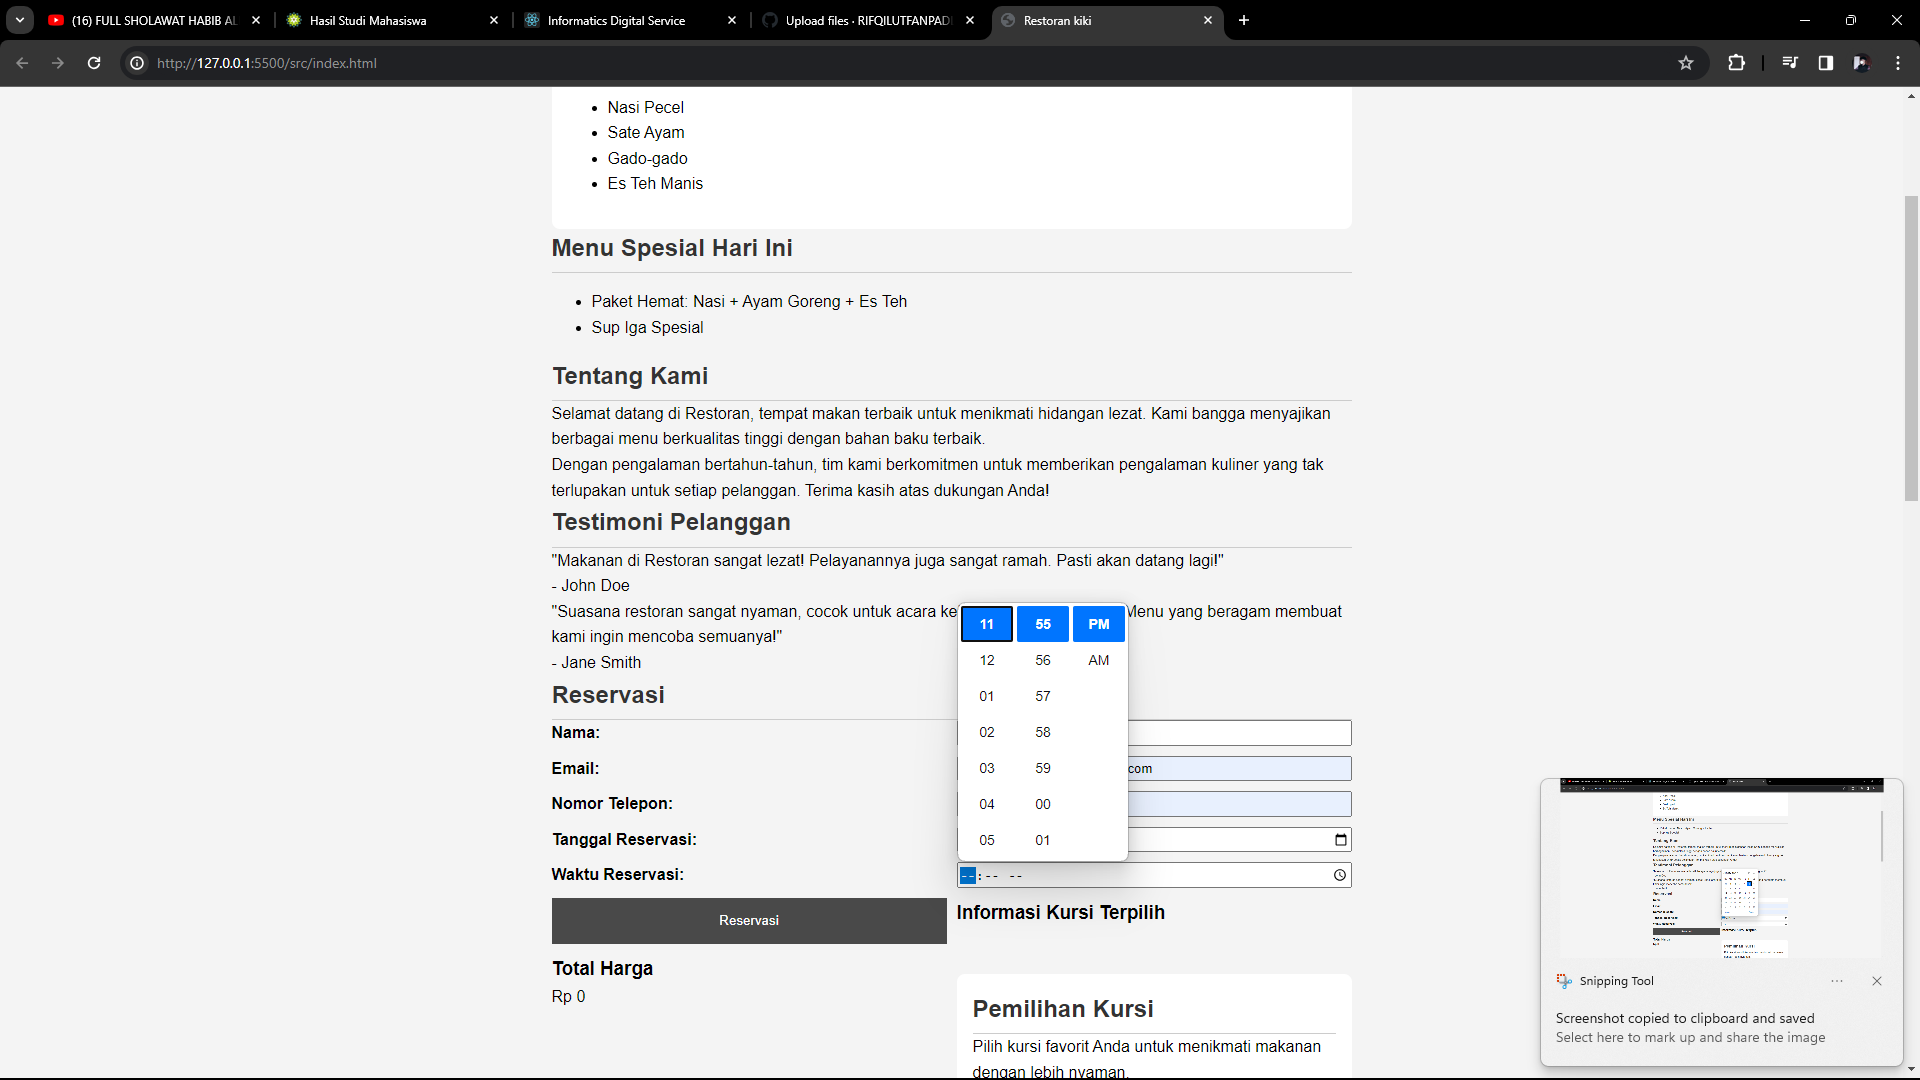 (16) FULL SHOLAWAT HABIB AL
Hasil Studi Mahasiswa
Informatics Digital Service
Upload files · RIFQILUTFANPADI
Restoran kiki
http://127.0.0.1:5500/src/index.html
Nasi Pecel
Sate Ayam
Gado-gado
Es Teh Manis
Menu Spesial Hari Ini
Paket Hemat: Nasi + Ayam Goreng + Es Teh
Sup Iga Spesial
Tentang Kami
Selamat datang di Restoran, tempat makan terbaik untuk menikmati hidangan lezat. Kami bangga menyajikan
berbagai menu berkualitas tinggi dengan bahan baku terbaik.
Dengan pengalaman bertahun-tahun, tim kami berkomitmen untuk memberikan pengalaman kuliner yang tak
terlupakan untuk setiap pelanggan. Terima kasih atas dukungan Anda!
Testimoni Pelanggan
"Makanan di Restoran sangat lezat! Pelayanannya juga sangat ramah. Pasti akan datang lagi!"
- John Doe
"Suasana restoran sangat nyaman, cocok untuk acara ke Menu yang beragam membuat
kami ingin mencoba semuanya!"
- Jane Smith
Reservasi
11 55 PM
12 56 AM
01 57
02 58
03 59
04 00
05 01
Nama:
Email:
com
Nomor Telepon:
Tanggal Reservasi:
Waktu Reservasi:
--:-- --
Reservasi
Informasi Kursi Terpilih
Total Harga
Rp 0
Pemilihan Kursi
Pilih kursi favorit Anda untuk menikmati makanan
dengan lebih nyaman.
Snipping Tool
Screenshot copied to clipboard and saved
Select here to mark up and share the image